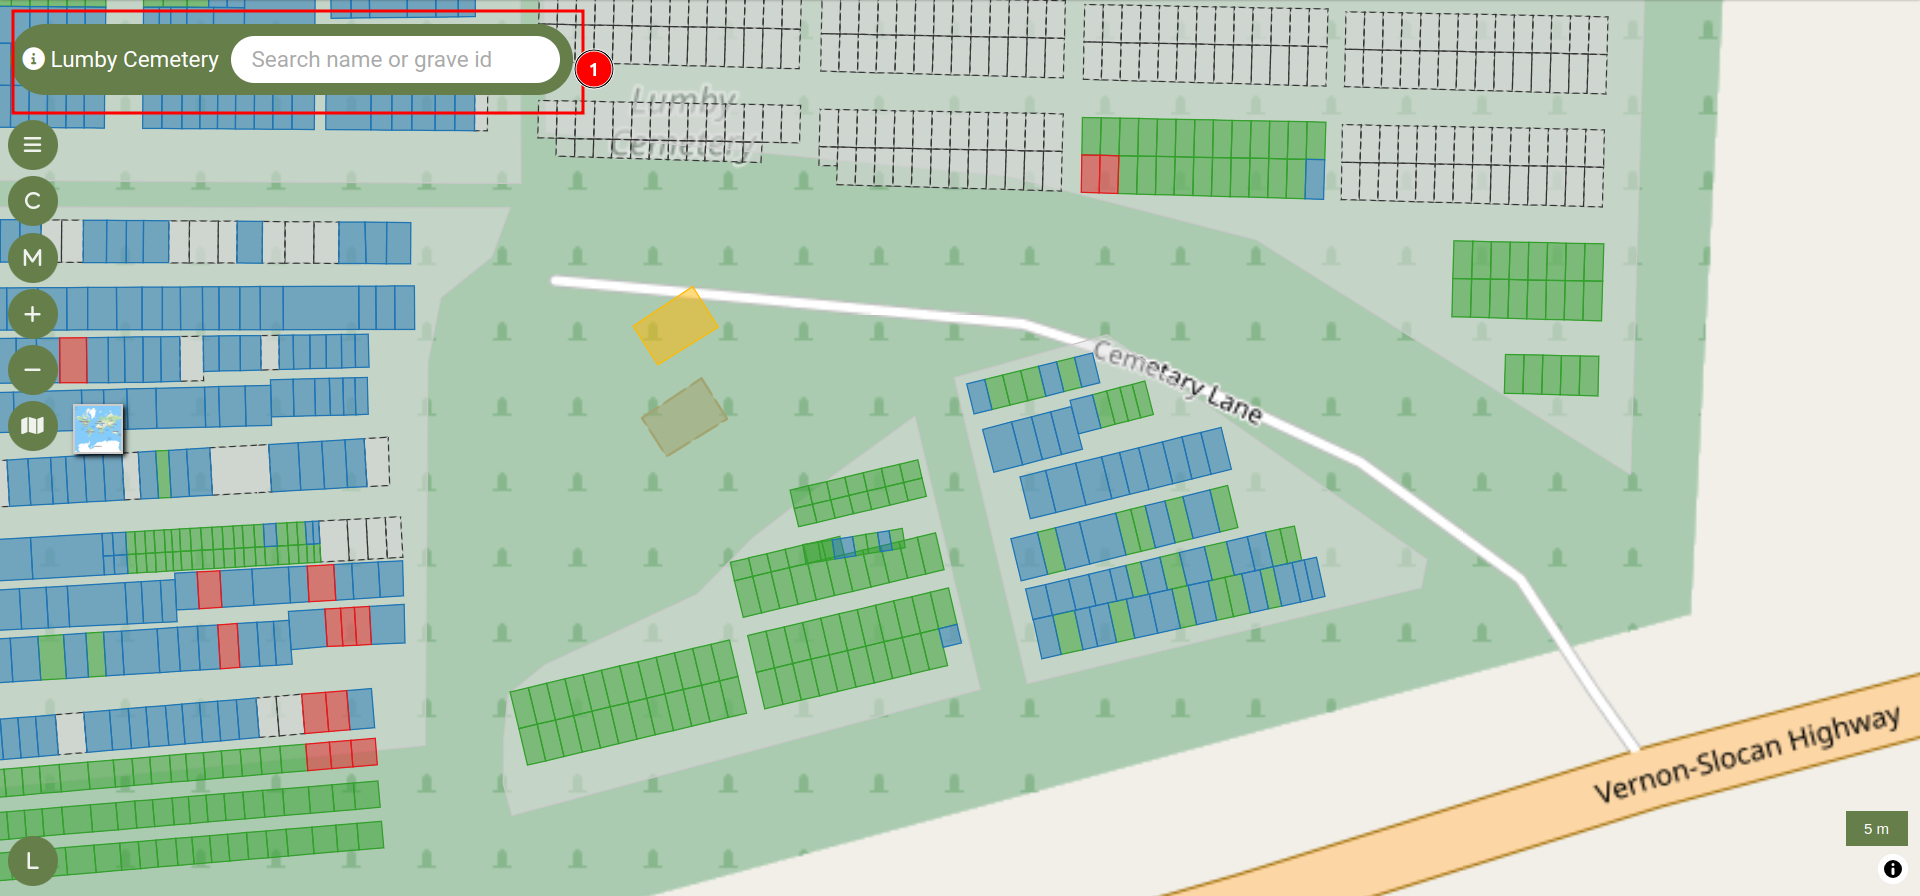 Lumby Cemetery
Search name or grave id
1
Lumby
Cemetery
C
M
+
−
Cemetary Lane
Vernon-Slocan Highway
5 m
L